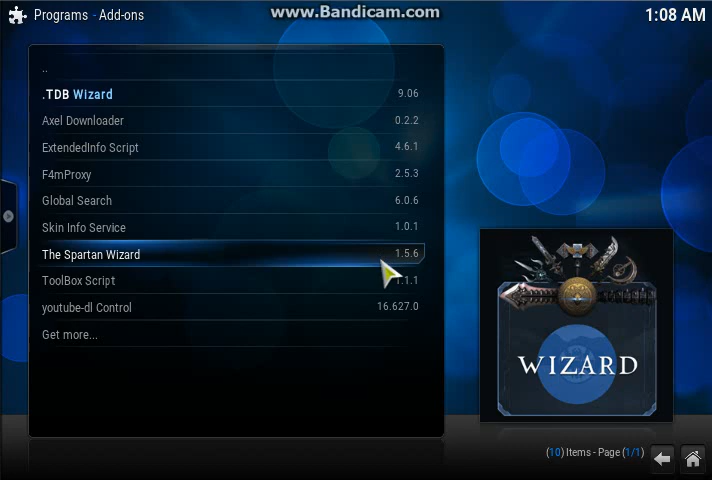 www.Bandicam.com
Programs - Add-ons 1:08 AM
..
.TDB Wizard 9.06
Axel Downloader 0.2.2
ExtendedInfo Script 4.6.1
F4mProxy 2.5.3
Global Search 6.0.6
Skin Info Service 1.0.1
The Spartan Wizard 1.5.6
ToolBox Script 1.1.1
youtube-dl Control 16.627.0
Get more...
WIZARD
(10) Items - Page (1/1)